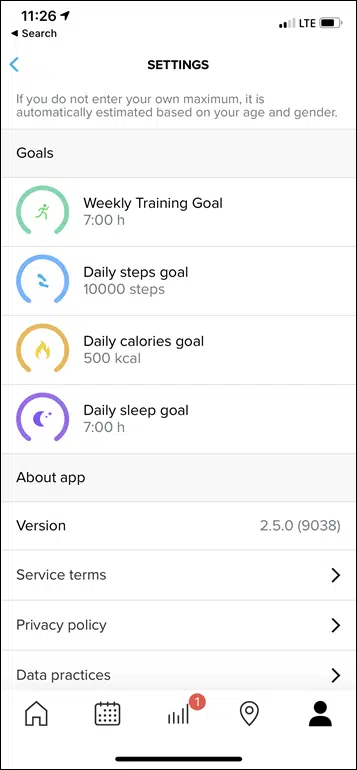 11:26
LTE
Search
SETTINGS
If you do not enter your own maximum, it is
automatically estimated based on your age and gender.
Goals
Weekly Training Goal
7:00 h
Daily steps goal
10000 steps
Daily calories goal
500 kcal
Daily sleep goal
7:00 h
About app
Version 2.5.0 (9038)
Service terms
Privacy policy
Data practices
1